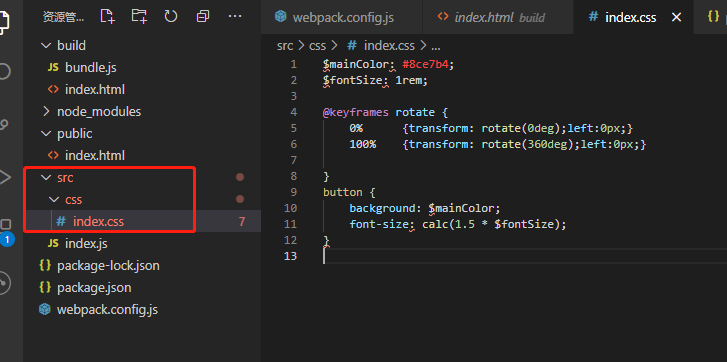 资源管...
build
JS bundle.js
<> index.html
node_modules
public
<> index.html
src
css
# index.css 7
JS index.js
{} package-lock.json
{} package.json
webpack.config.js
1
webpack.config.js
<> index.html build
# index.css ×
src > css > # index.css > ...
1 $mainColor: #8ce7b4;
2 $fontSize: 1rem;
3
4 @keyframes rotate {
5 0% {transform: rotate(0deg);left:0px;}
6 100% {transform: rotate(360deg);left:0px;}
7
8 }
9 button {
10 background: $mainColor;
11 font-size: calc(1.5 * $fontSize);
12 }
13